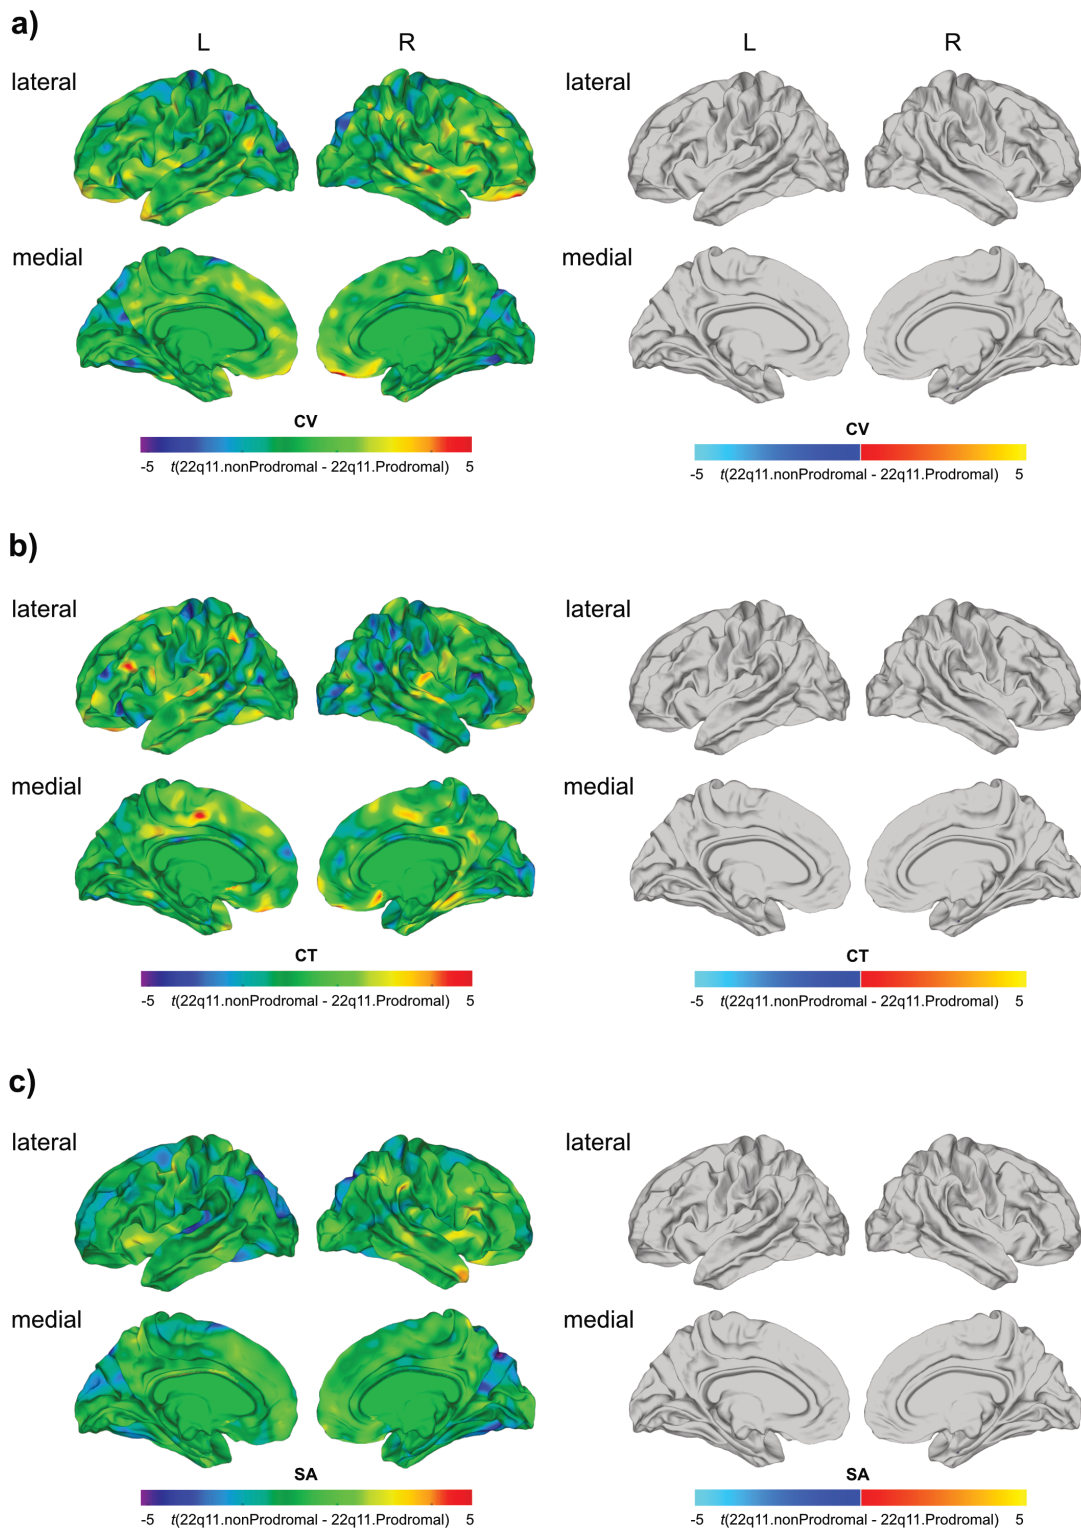 a)
L R L R
lateral lateral
medial medial
CV CV
-5 t(22q11.nonProdromal - 22q11.Prodromal) 5 -5 t(22q11.nonProdromal - 22q11.Prodromal) 5
b)
lateral lateral
medial medial
CT CT
-5 t(22q11.nonProdromal - 22q11.Prodromal) 5 -5 t(22q11.nonProdromal - 22q11.Prodromal) 5
c)
lateral lateral
medial medial
SA SA
-5 t(22q11.nonProdromal - 22q11.Prodromal) 5 -5 t(22q11.nonProdromal - 22q11.Prodromal) 5